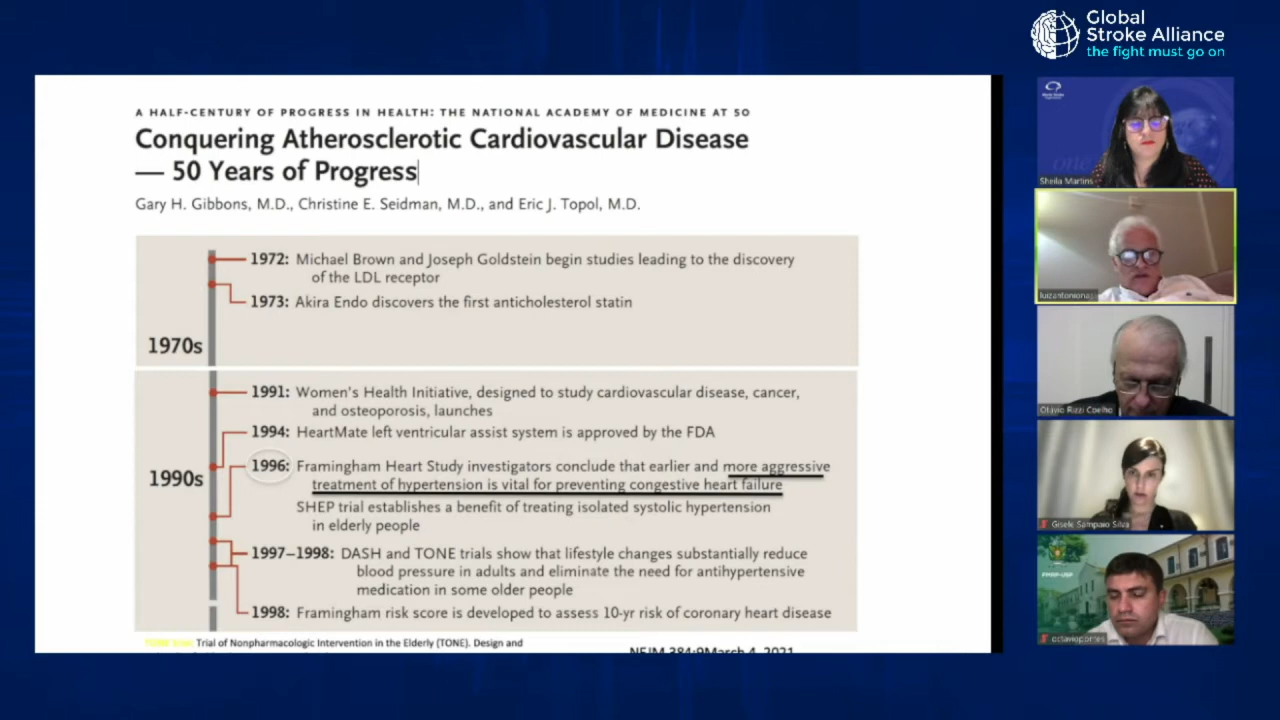 Global
Stroke Alliance
the fight must go on
A HALF-CENTURY OF PROGRESS IN HEALTH: THE NATIONAL ACADEMY OF MEDICINE AT 50
Conquering Atherosclerotic Cardiovascular Disease
— 50 Years of Progress
Gary H. Gibbons, M.D., Christine E. Seidman, M.D., and Eric J. Topol, M.D.
1972: Michael Brown and Joseph Goldstein begin studies leading to the discovery
of the LDL receptor
1973: Akira Endo discovers the first anticholesterol statin
1970s
1991: Women's Health Initiative, designed to study cardiovascular disease, cancer,
and osteoporosis, launches
1994: HeartMate left ventricular assist system is approved by the FDA
1996: Framingham Heart Study investigators conclude that earlier and more aggressive
treatment of hypertension is vital for preventing congestive heart failure
1990s
SHEP trial establishes a benefit of treating isolated systolic hypertension
in elderly people
1997–1998: DASH and TONE trials show that lifestyle changes substantially reduce
blood pressure in adults and eliminate the need for antihypertensive
medication in some older people
1998: Framingham risk score is developed to assess 10-yr risk of coronary heart disease
Trial of Nonpharmacologic Intervention in the Elderly (TONE). Design and
NEJM 384;9March 4, 2021
Sheila Martins
luizantoniona
Otávio Rizzi Coelho
Gisele Sampaio Silva
FMRP-USP
octaviopontes